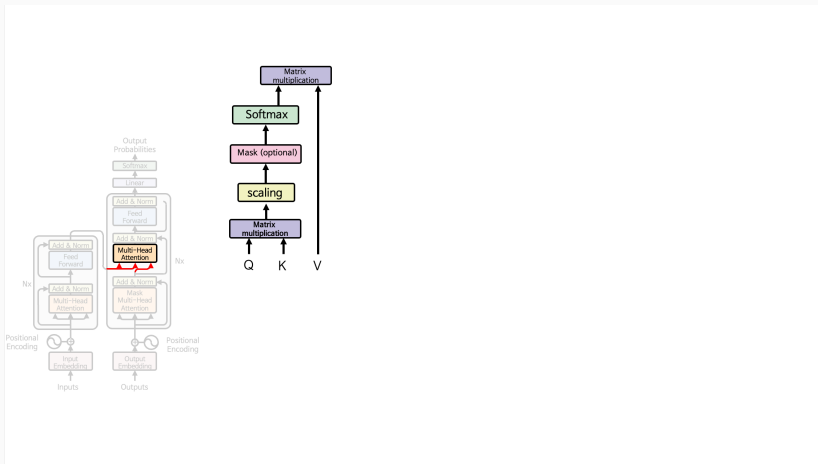 Matrix
multiplication
Softmax
Mask (optional)
scaling
Matrix
multiplication
Q K V
Output
Probabilities
Softmax
Linear
Add & Norm
Feed
Forward
Add & Norm
Multi-Head
Attention
Nx
Add & Norm
Mask
Multi-Head
Attention
Positional
Encoding
Output
Embedding
Outputs
Add & Norm
Feed
Forward
Nx
Add & Norm
Multi-Head
Attention
Positional
Encoding
Input
Embedding
Inputs